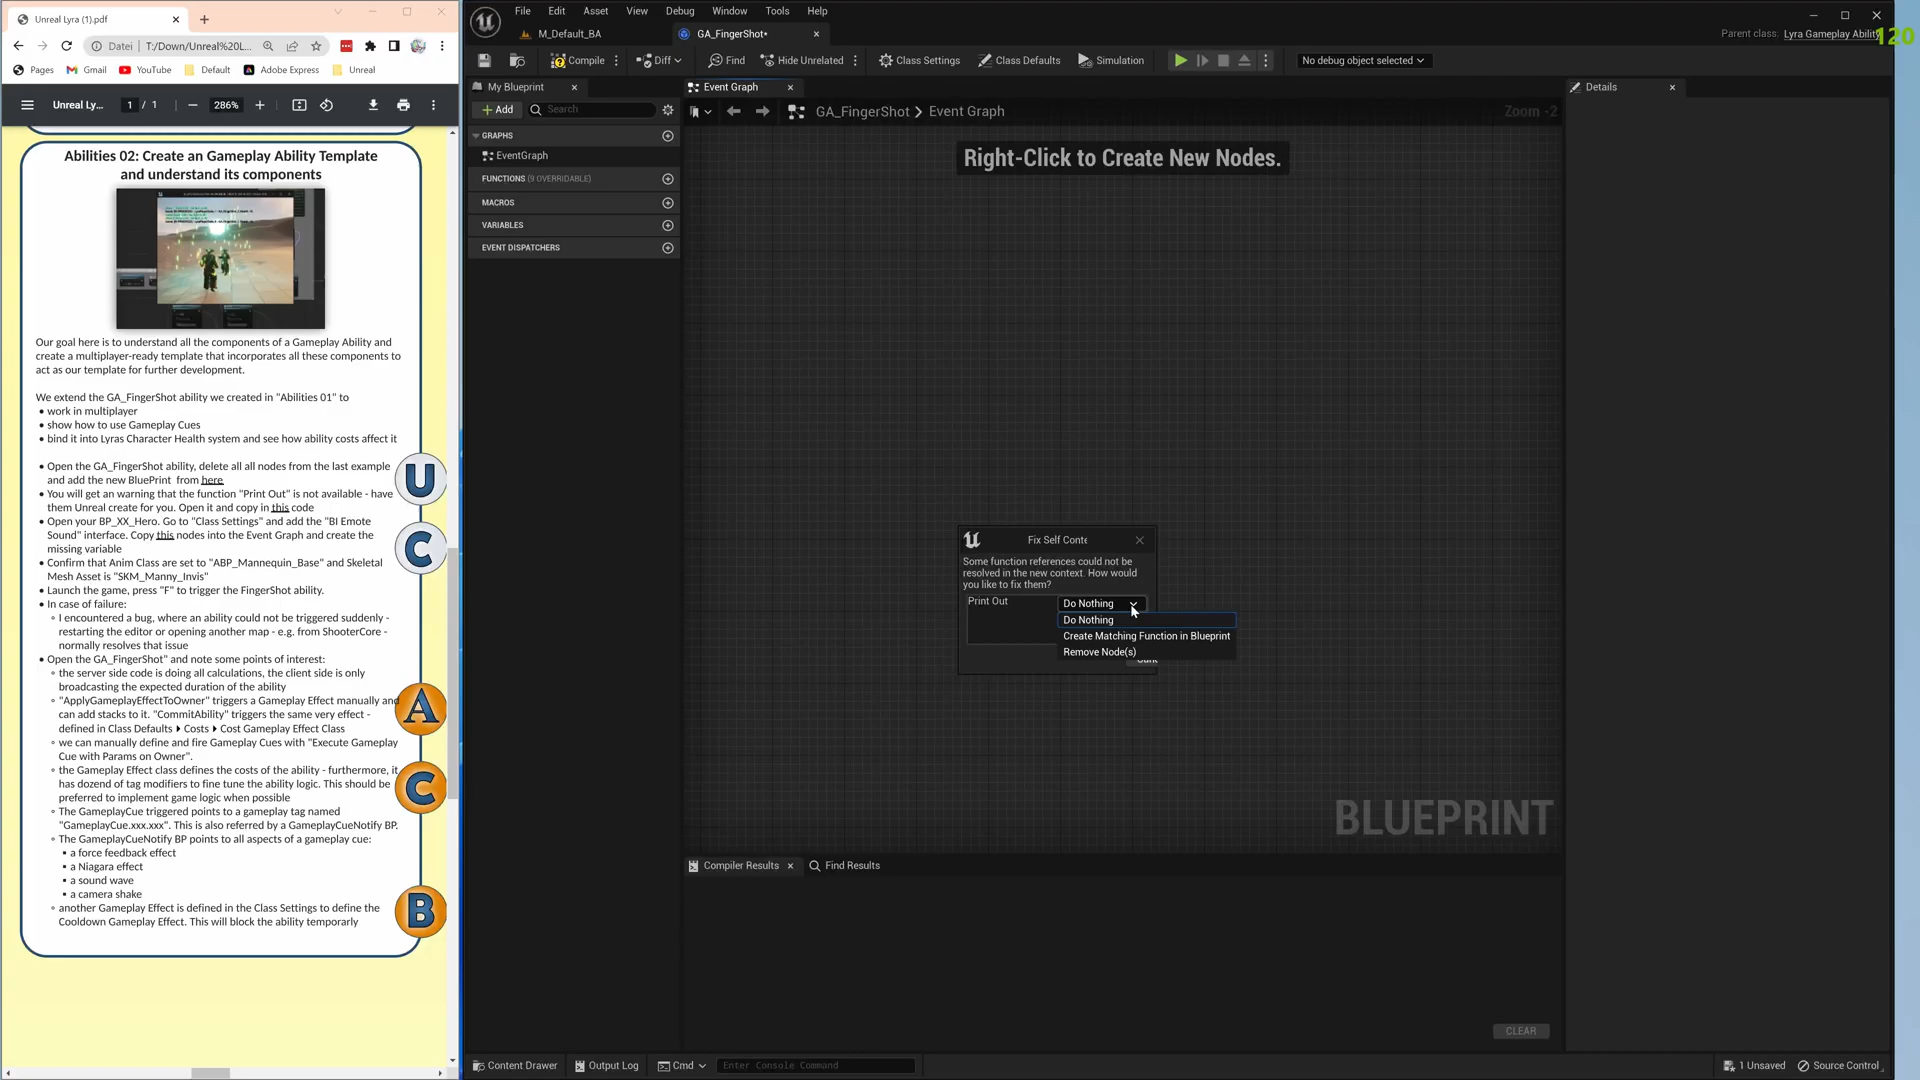 Unreal Lyra (1).pdf
Datei
T:/Down/Unreal%20L...
Pages
Gmail
YouTube
Default
Adobe Express
Unreal
Unreal Ly...
1 / 1
286%
Abilities 02: Create an Gameplay Ability Template
and understand its components
Our goal here is to understand all the components of a Gameplay Ability and
create a multiplayer-ready template that incorporates all these components to
act as our template for further development.
We extend the GA_FingerShot ability we created in "Abilities 01" to
• work in multiplayer
• show how to use Gameplay Cues
• bind it into Lyras Character Health system and see how ability costs affect it
• Open the GA_FingerShot ability, delete all all nodes from the last example
and add the new BluePrint from here
• You will get an warning that the function "Print Out" is not available - have
them Unreal create for you. Open it and copy in this code
• Open your BP_XX_Hero. Go to "Class Settings" and add the "BI Emote
Sound" interface. Copy this nodes into the Event Graph and create the
missing variable
• Confirm that Anim Class are set to "ABP_Mannequin_Base" and Skeletal
Mesh Asset is "SKM_Manny_Invis"
• Launch the game, press "F" to trigger the FingerShot ability.
• In case of failure:
◦ I encountered a bug, where an ability could not be triggered suddenly -
restarting the editor or opening another map - e.g. from ShooterCore -
normally resolves that issue
• Open the GA_FingerShot" and note some points of interest:
◦ the server side code is doing all calculations, the client side is only
broadcasting the expected duration of the ability
◦ "ApplyGameplayEffectToOwner" triggers a Gameplay Effect manually and
can add stacks to it. "CommitAbility" triggers the same very effect -
defined in Class Defaults ▸ Costs ▸ Cost Gameplay Effect Class
◦ we can manually define and fire Gameplay Cues with "Execute Gameplay
Cue with Params on Owner".
◦ the Gameplay Effect class defines the costs of the ability - furthermore, it
has dozend of tag modifiers to fine tune the ability logic. This should be
preferred to implement game logic when possible
◦ The GameplayCue triggered points to a gameplay tag named
"GameplayCue.xxx.xxx". This is also referred by a GameplayCueNotify BP.
◦ The GameplayCueNotify BP points to all aspects of a gameplay cue:
▪ a force feedback effect
▪ a Niagara effect
▪ a sound wave
▪ a camera shake
◦ another Gameplay Effect is defined in the Class Settings to define the
Cooldown Gameplay Effect. This will block the ability temporarly
U
C
A
C
B
File
Edit
Asset
View
Debug
Window
Tools
Help
M_Default_BA
GA_FingerShot•
Parent class: Lyra Gameplay Ability
120
Compile
Diff
Find
Hide Unrelated
Class Settings
Class Defaults
Simulation
No debug object selected
My Blueprint
Event Graph
Details
Add
Search
GA_FingerShot > Event Graph
Zoom -2
GRAPHS
EventGraph
FUNCTIONS (9 OVERRIDABLE)
MACROS
VARIABLES
EVENT DISPATCHERS
Right-Click to Create New Nodes.
Fix Self Conte
Some function references could not be
resolved in the new context. How would
you like to fix them?
Print Out
Do Nothing
Do Nothing
Create Matching Function in Blueprint
Remove Node(s)
BLUEPRINT
Compiler Results
Find Results
CLEAR
Content Drawer
Output Log
Cmd
Enter Console Command
1 Unsaved
Source Control